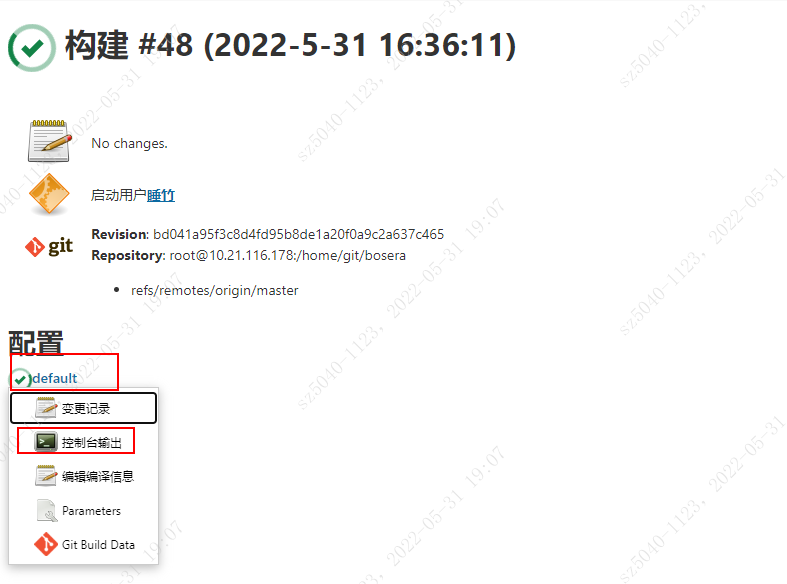 构建 #48 (2022-5-31 16:36:11)
No changes.
启动用户睡竹
git
Revision: bd041a95f3c8d4fd95b8de1a20f0a9c2a637c465
Repository: root@10.21.116.178:/home/git/bosera
refs/remotes/origin/master
配置
default
变更记录
控制台输出
编辑编译信息
Parameters
Git Build Data
sz5040-1123, 2022-05-31 19:07